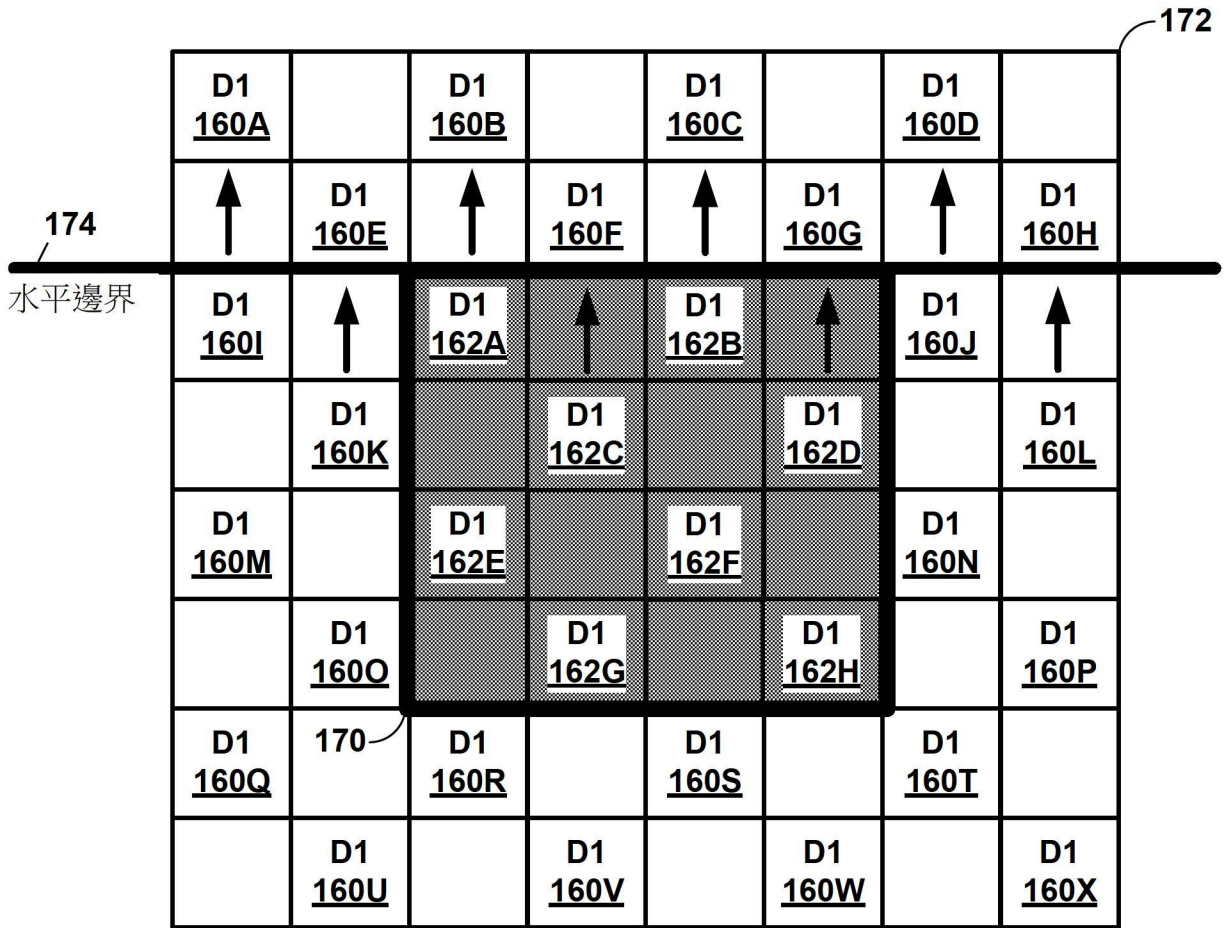 172
D1 D1 D1 D1
160A 160B 160C 160D
D1 D1 D1 D1
160E 160F 160G 160H
174
水平邊界
D1 D1 D1 D1
160I 162A 162B 160J
D1 D1 D1 D1
160K 162C 162D 160L
D1 D1 D1 D1
160M 162E 162F 160N
D1 D1 D1 D1
160O 162G 162H 160P
170
D1 D1 D1 D1
160Q 160R 160S 160T
D1 D1 D1 D1
160U 160V 160W 160X